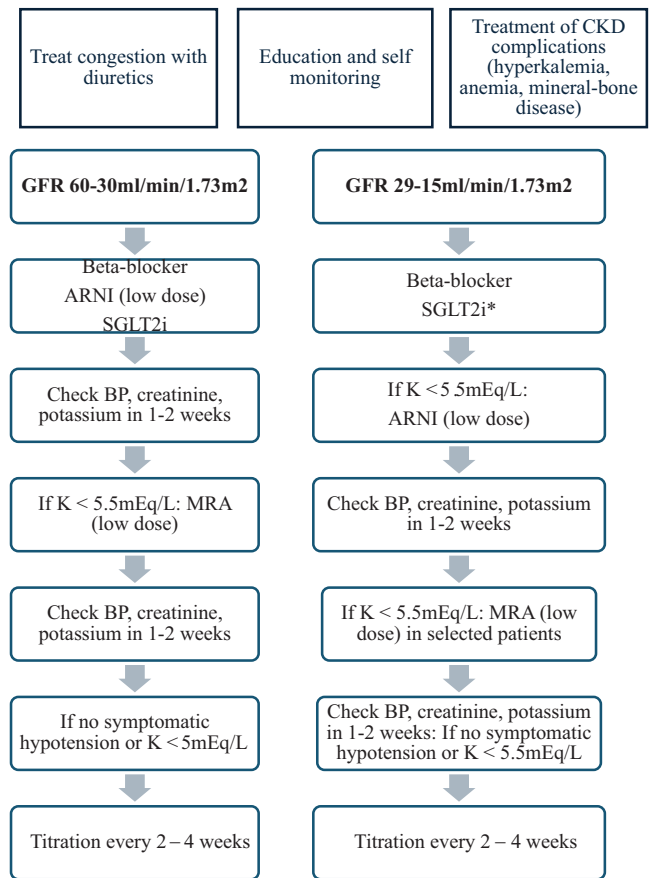 Treat congestion with
diuretics
Education and self
monitoring
Treatment of CKD
complications
(hyperkalemia,
anemia, mineral-bone
disease)
GFR 60-30ml/min/1.73m2
Beta-blocker
ARNI (low dose)
SGLT2i
Check BP, creatinine,
potassium in 1-2 weeks
If K < 5.5mEq/L: MRA
(low dose)
Check BP, creatinine,
potassium in 1-2 weeks
If no symptomatic
hypotension or K < 5mEq/L
Titration every 2 – 4 weeks
GFR 29-15ml/min/1.73m2
Beta-blocker
SGLT2i*
If K < 5 5mEq/L:
ARNI (low dose)
Check BP, creatinine, potassium
in 1-2 weeks
If K < 5.5mEq/L: MRA (low
dose) in selected patients
Check BP, creatinine, potassium
in 1-2 weeks: If no symptomatic
hypotension or K < 5.5mEq/L
Titration every 2 – 4 weeks